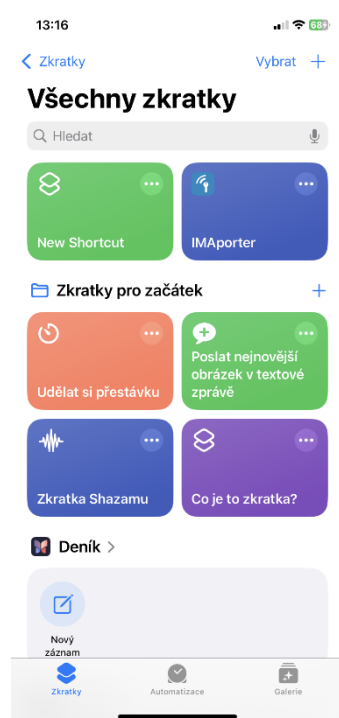 13:16
68
Zkratky
Vybrat
Všechny zkratky
Hledat
New Shortcut
IMAporter
Zkratky pro začátek
Udělat si přestávku
Poslat nejnovější
obrázek v textové
zprávě
Zkratka Shazamu
Co je to zkratka?
Deník
Nový
záznam
Zkratky
Automatizace
Galerie